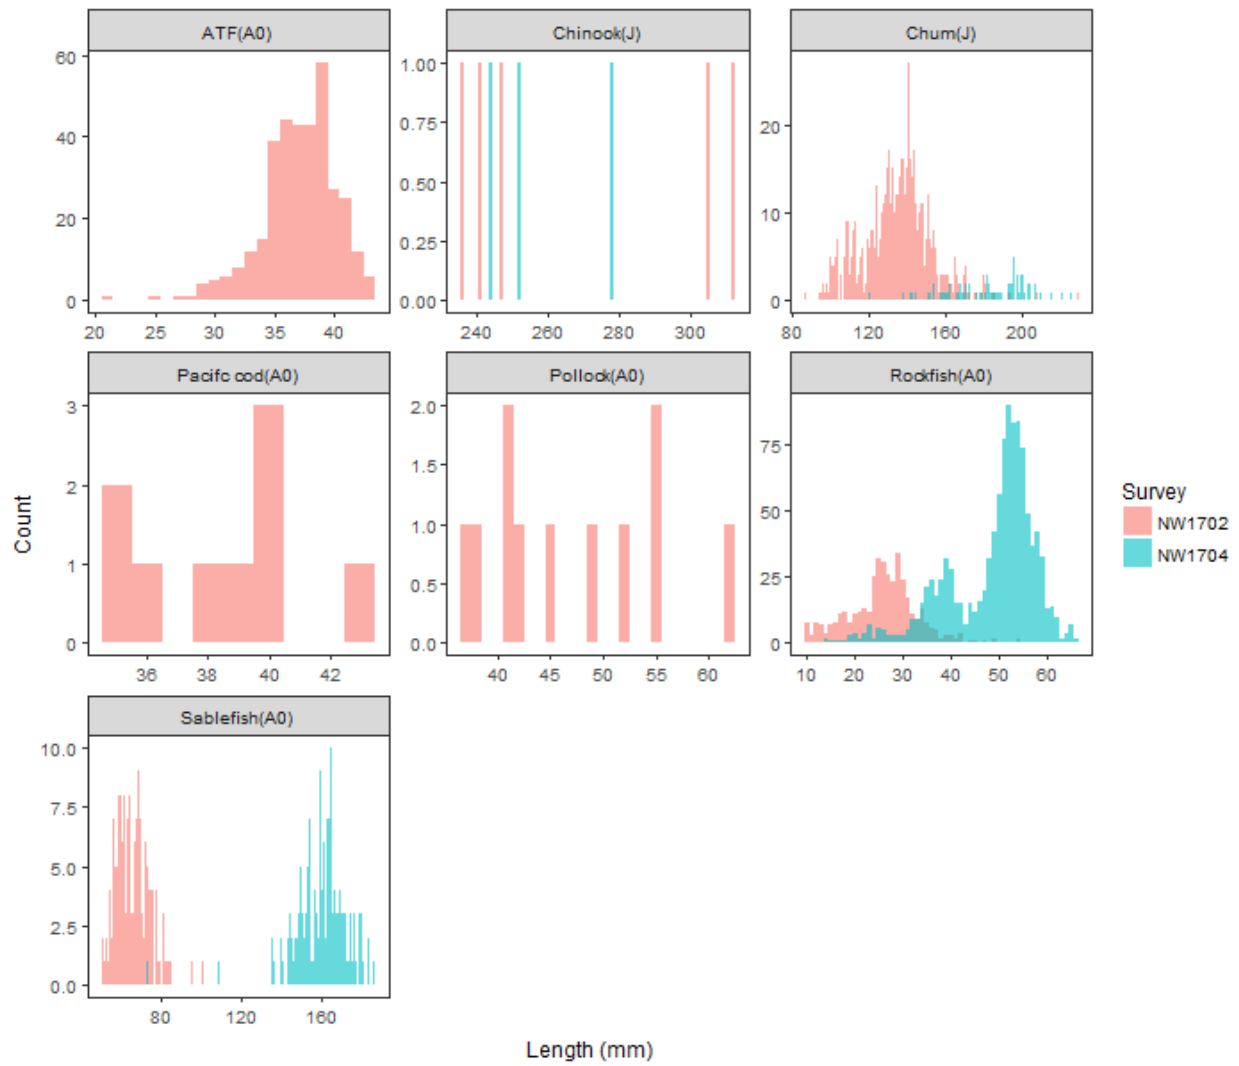 ATF(A0)
Chinook(J)
Chum(J)
60
40
20
0
20 25 30 35 40
1.00
0.75
0.50
0.25
0.00
240 260 280 300
20
10
0
80 120 160 200
Pacifc cod(A0)
Pollock(A0)
Rockfish(A0)
3
2
1
0
36 38 40 42
2.0
1.5
1.0
0.5
0.0
40 45 50 55 60
75
50
25
0
10 20 30 40 50 60
Sablefish(A0)
10.0
7.5
5.0
2.5
0.0
80 120 160
Count
Length (mm)
Survey
NW1702
NW1704